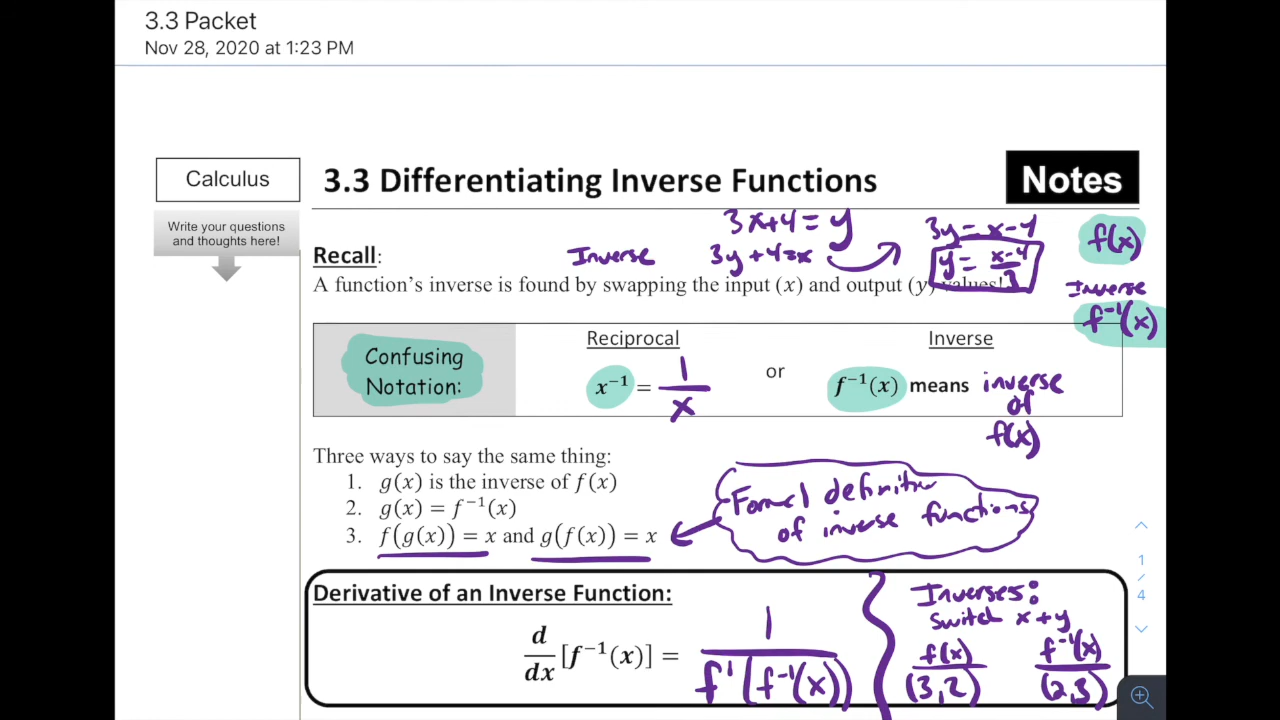 3.3 Packet
Nov 28, 2020 at 1:23 PM
Calculus
3.3 Differentiating Inverse Functions
Notes
Write your questions
and thoughts here!
3x+4=y
3y=x-4
f(x)
Recall:
Inverse
3y+4=x
y=\frac{x-4}{3}
A function's inverse is found by swapping the input (x) and output (y) values!
Inverse
f⁻¹(x)
Confusing
Notation:
Reciprocal
x⁻¹ = 1/x
or
Inverse
f⁻¹(x) means inverse
of
f(x)
Three ways to say the same thing:
1. g(x) is the inverse of f(x)
2. g(x) = f⁻¹(x)
3. f(g(x)) = x and g(f(x)) = x
Formal definition
of inverse functions
1
/
4
Derivative of an Inverse Function:
d/dx [f⁻¹(x)] = 1/f'(f⁻¹(x))
Inverses:
switch x+y
f(x) f⁻¹(x)
(3,2) (2,3)